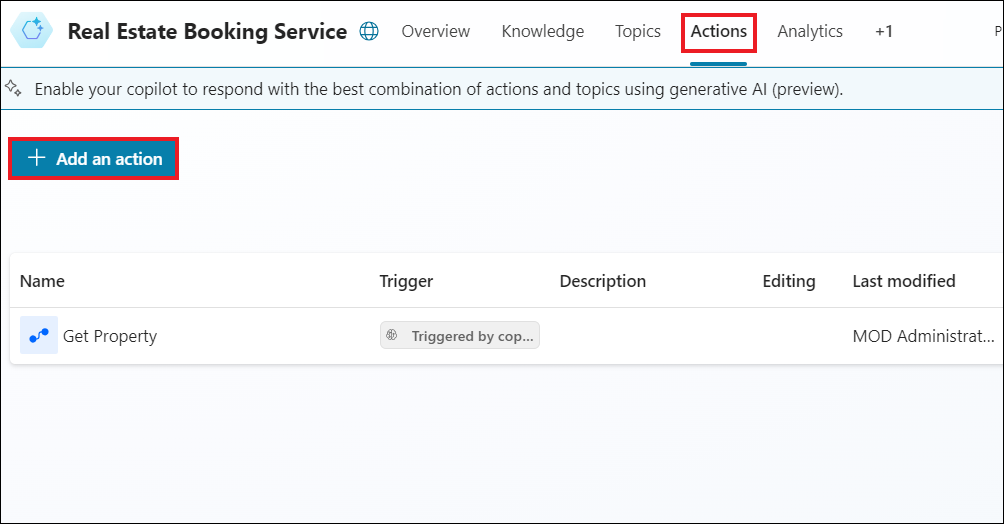 Real Estate Booking Service Overview Knowledge Topics Actions Analytics +1 P
Enable your copilot to respond with the best combination of actions and topics using generative AI (preview).
Add an action
Name Trigger Description Editing Last modified
Get Property Triggered by cop... MOD Administrat...